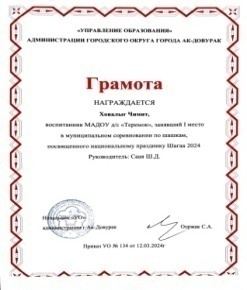 «УПРАВЛЕНИЕ ОБРАЗОВАНИЯ»
АДМИНИСТРАЦИИ ГОРОДСКОГО ОКРУГА ГОРОДА АК-ДОВУРАК
Грамота
НАГРАЖДАЕТСЯ
Ховалыг Чимит,
воспитанник МАДОУ д/с «Теремок», занявший I место
в муниципальном соревновании по шашкам,
посвященного национальному празднику Шагаа 2024
Руководитель: Саая Ш.Д.
Начальник «УО»
администрации г. Ак-Довурак
Ооржак С.А.
Приказ УО № 134 от 12.03.2024г